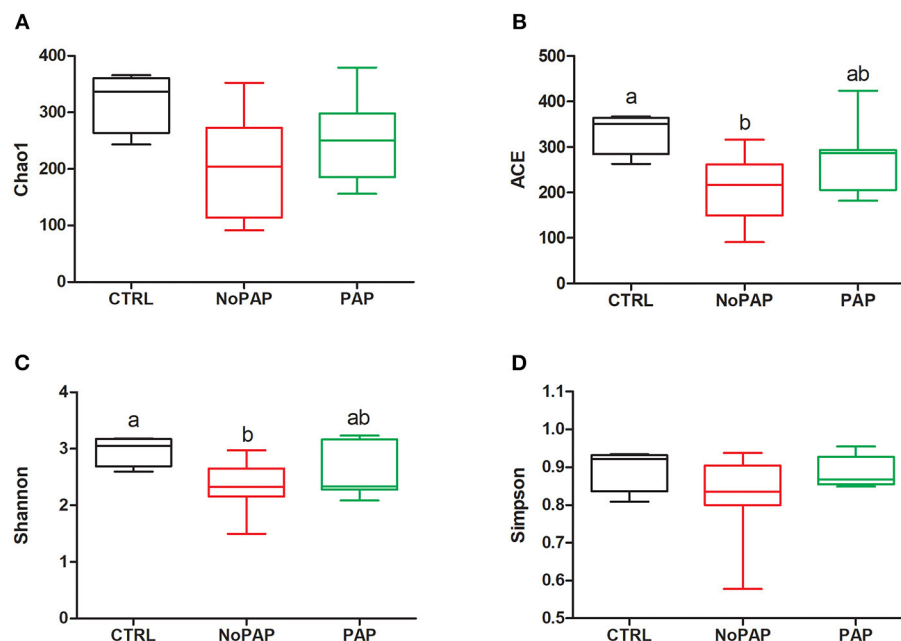 A
Chao1
400
300
200
100
0
CTRL NoPAP PAP
B
ACE
500
400
300
200
100
0
a b ab
CTRL NoPAP PAP
C
Shannon
4
3
2
1
0
a b ab
CTRL NoPAP PAP
D
Simpson
1.1
1.0
0.9
0.8
0.7
0.6
0.5
CTRL NoPAP PAP